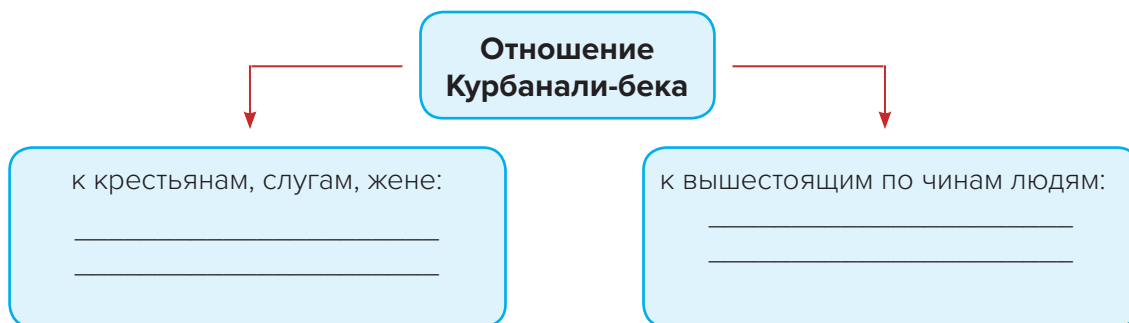 Отношение
Курбанали-бека
к крестьянам, слугам, жене:
к вышестоящим по чинам людям: